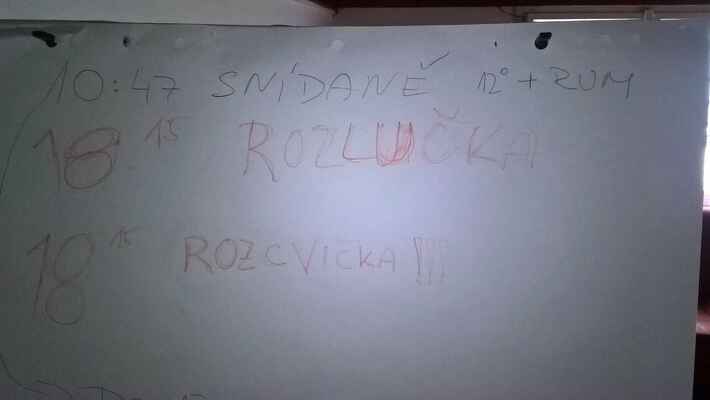 10:47 SNÍDANĚ 12° + RUM
18 15 ROZLUČKA
18 15 ROZCVIČKA !!!